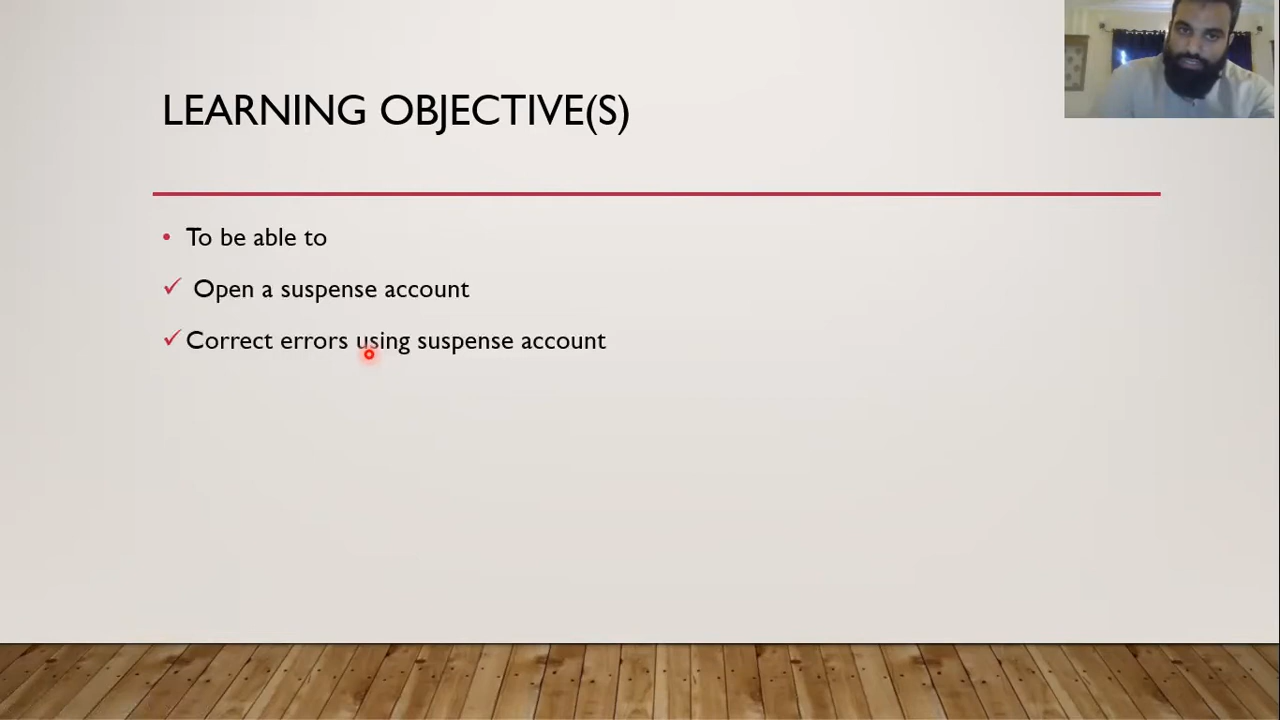 LEARNING OBJECTIVE(S)
• To be able to
✓ Open a suspense account
✓ Correct errors using suspense account